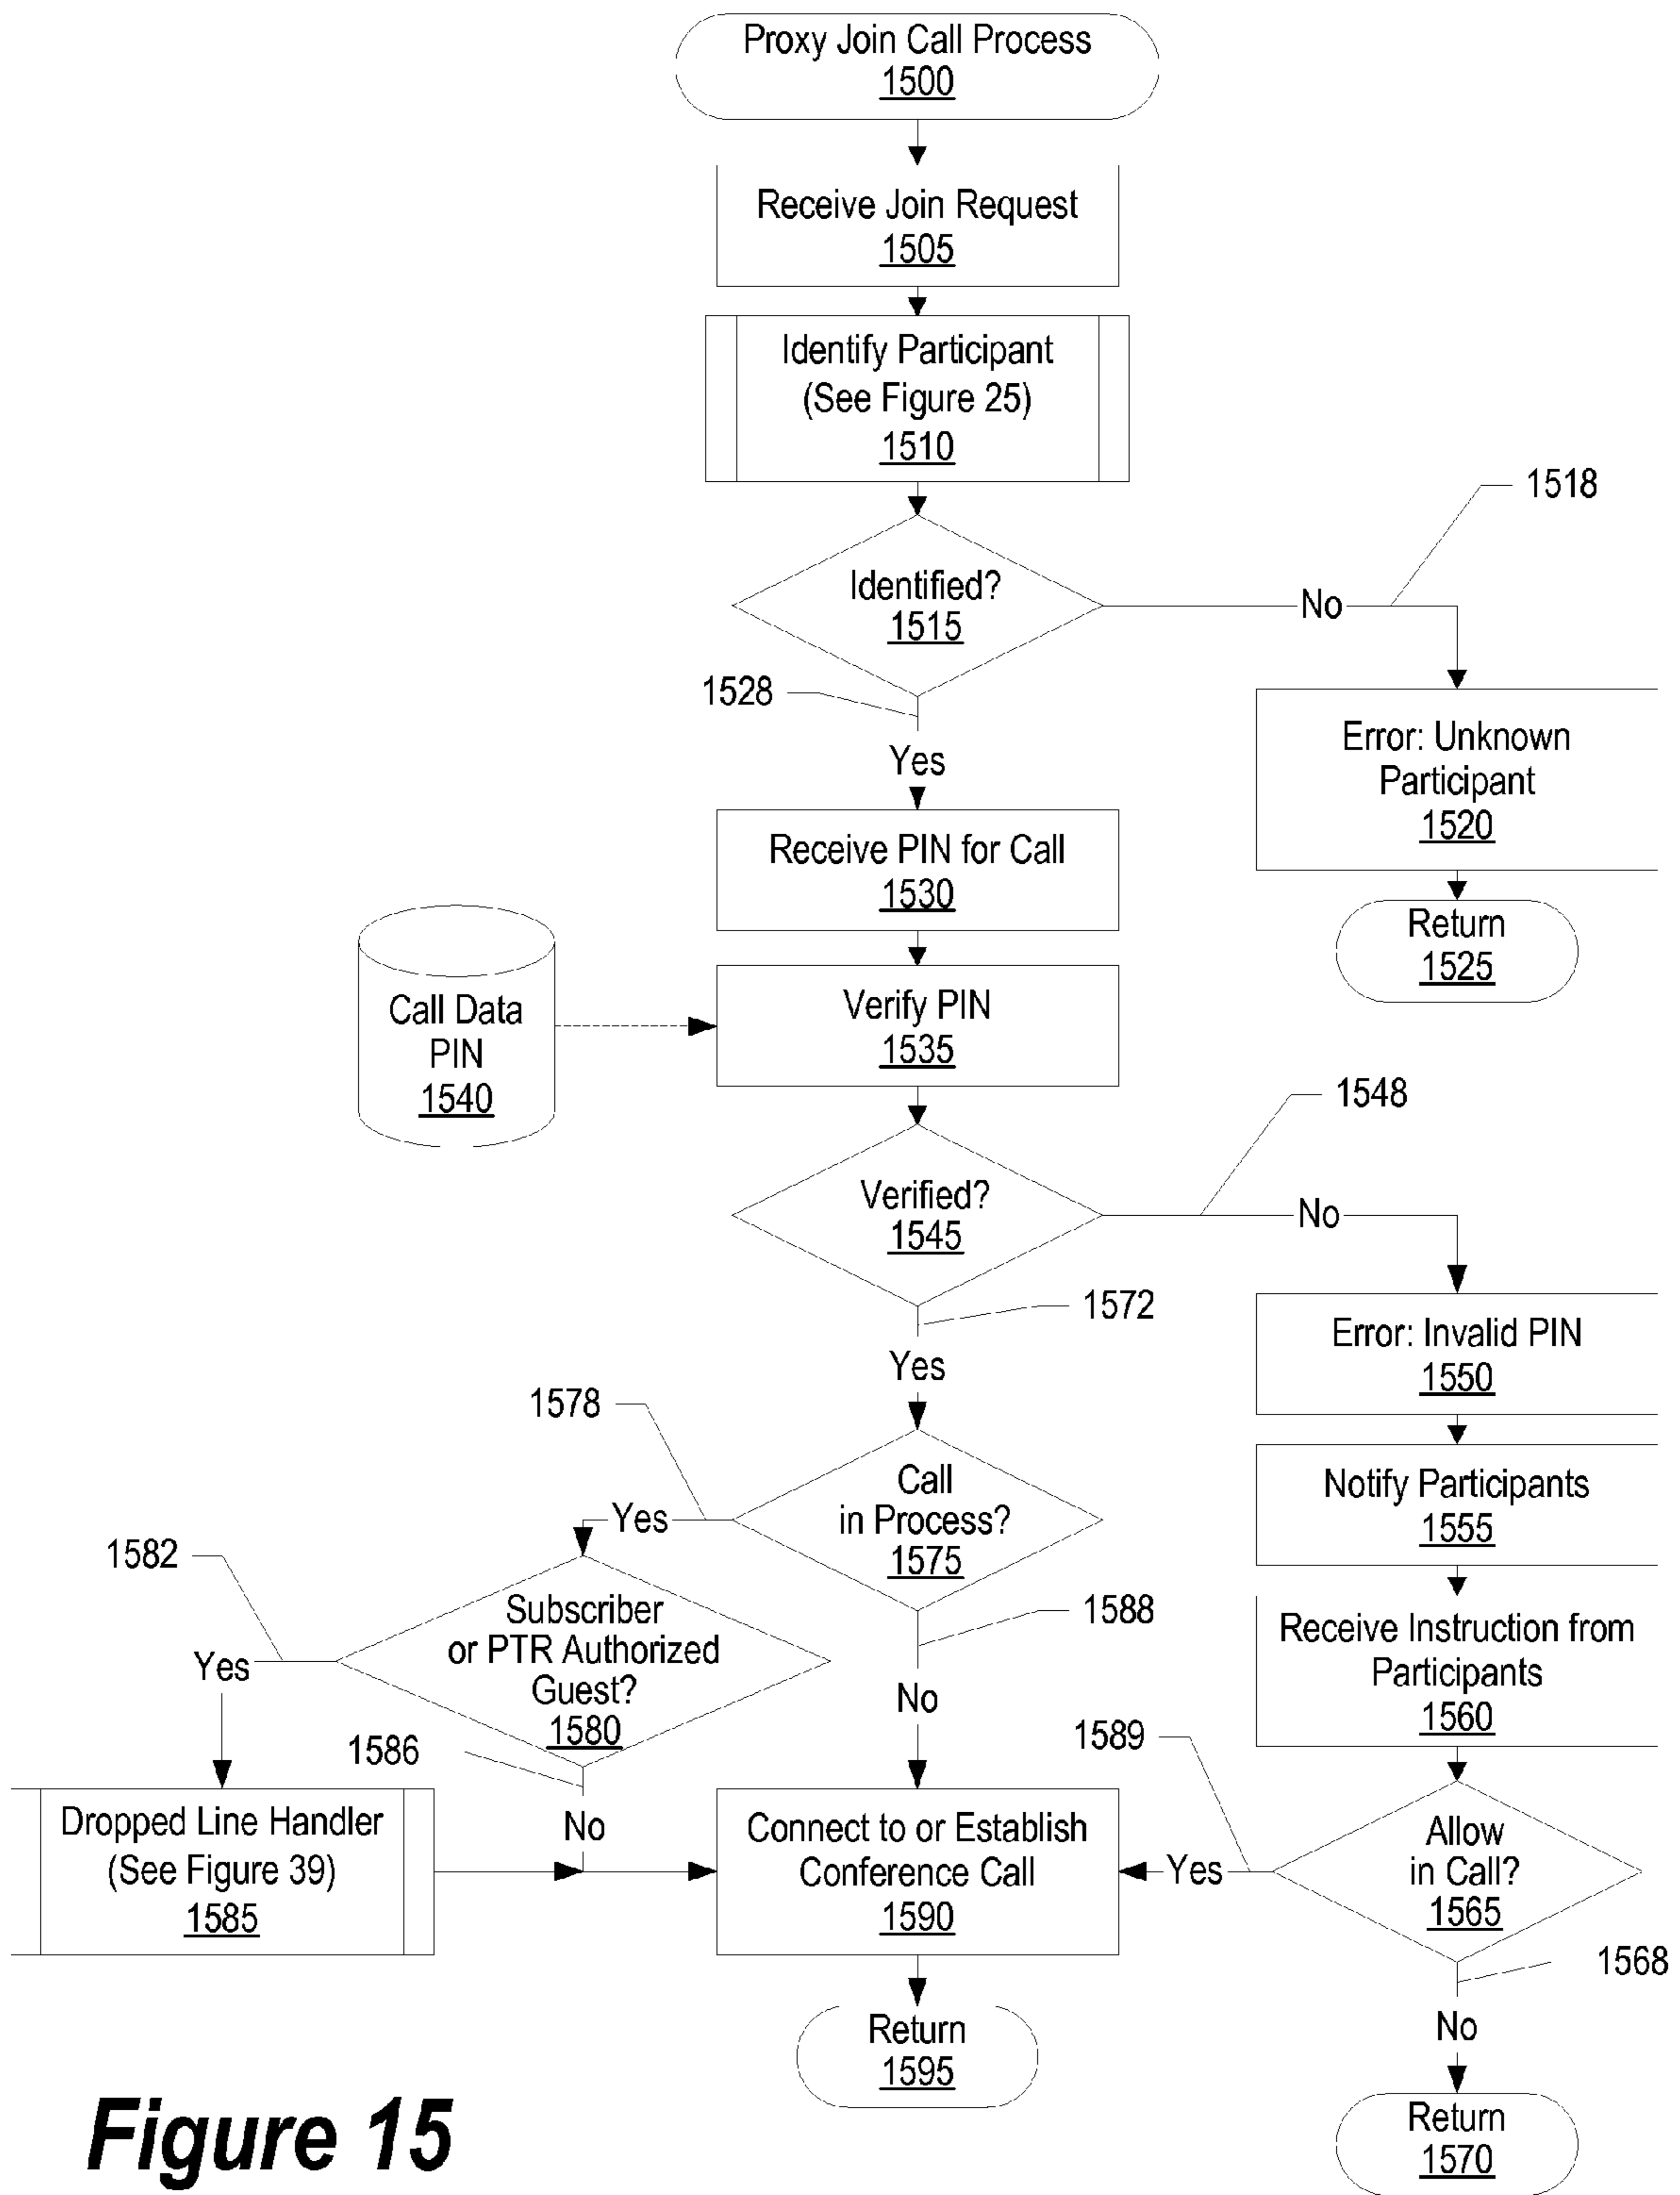 Proxy Join Call Process
1500
Receive Join Request
1505
Identify Participant
(See Figure 25)
1510
1518
Identified?
1515
No
1528
Yes
Error: Unknown
Participant
1520
Receive PIN for Call
1530
Return
1525
Call Data
PIN
1540
Verify PIN
1535
1548
Verified?
1545
No
1572
Yes
Error: Invalid PIN
1550
1578
Call
in Process?
1575
Yes
Notify Participants
1555
1582
Subscriber
or PTR Authorized
Guest?
1580
Yes
1588
No
Receive Instruction from
Participants
1560
1586
No
1589
Dropped Line Handler
(See Figure 39)
1585
Connect to or Establish
Conference Call
1590
Yes
Allow
in Call?
1565
1568
No
Return
1595
Return
1570
Figure 15